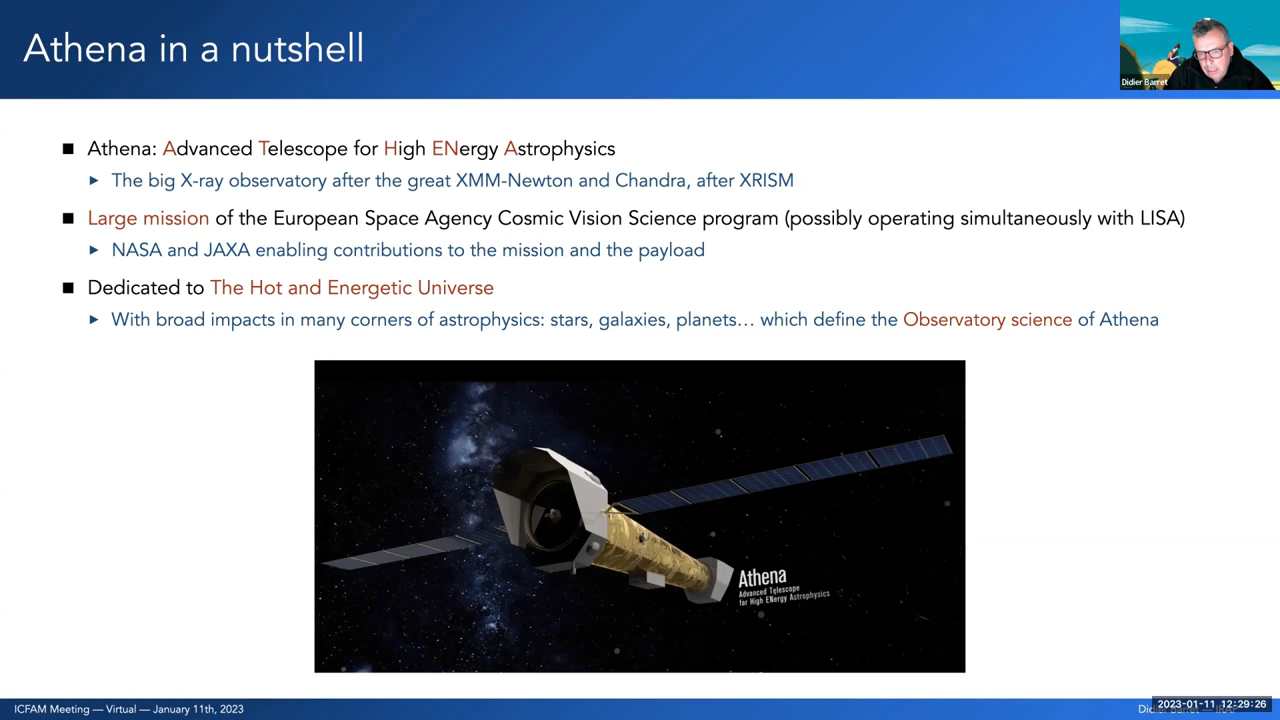 Athena in a nutshell
Didier Barret
■ Athena: Advanced Telescope for High ENergy Astrophysics
▸ The big X-ray observatory after the great XMM-Newton and Chandra, after XRISM
■ Large mission of the European Space Agency Cosmic Vision Science program (possibly operating simultaneously with LISA)
▸ NASA and JAXA enabling contributions to the mission and the payload
■ Dedicated to The Hot and Energetic Universe
▸ With broad impacts in many corners of astrophysics: stars, galaxies, planets… which define the Observatory science of Athena
Athena
Advanced Telescope
for High ENergy Astrophysics
ICFAM Meeting — Virtual — January 11th, 2023
2023-01-11 12:29:26